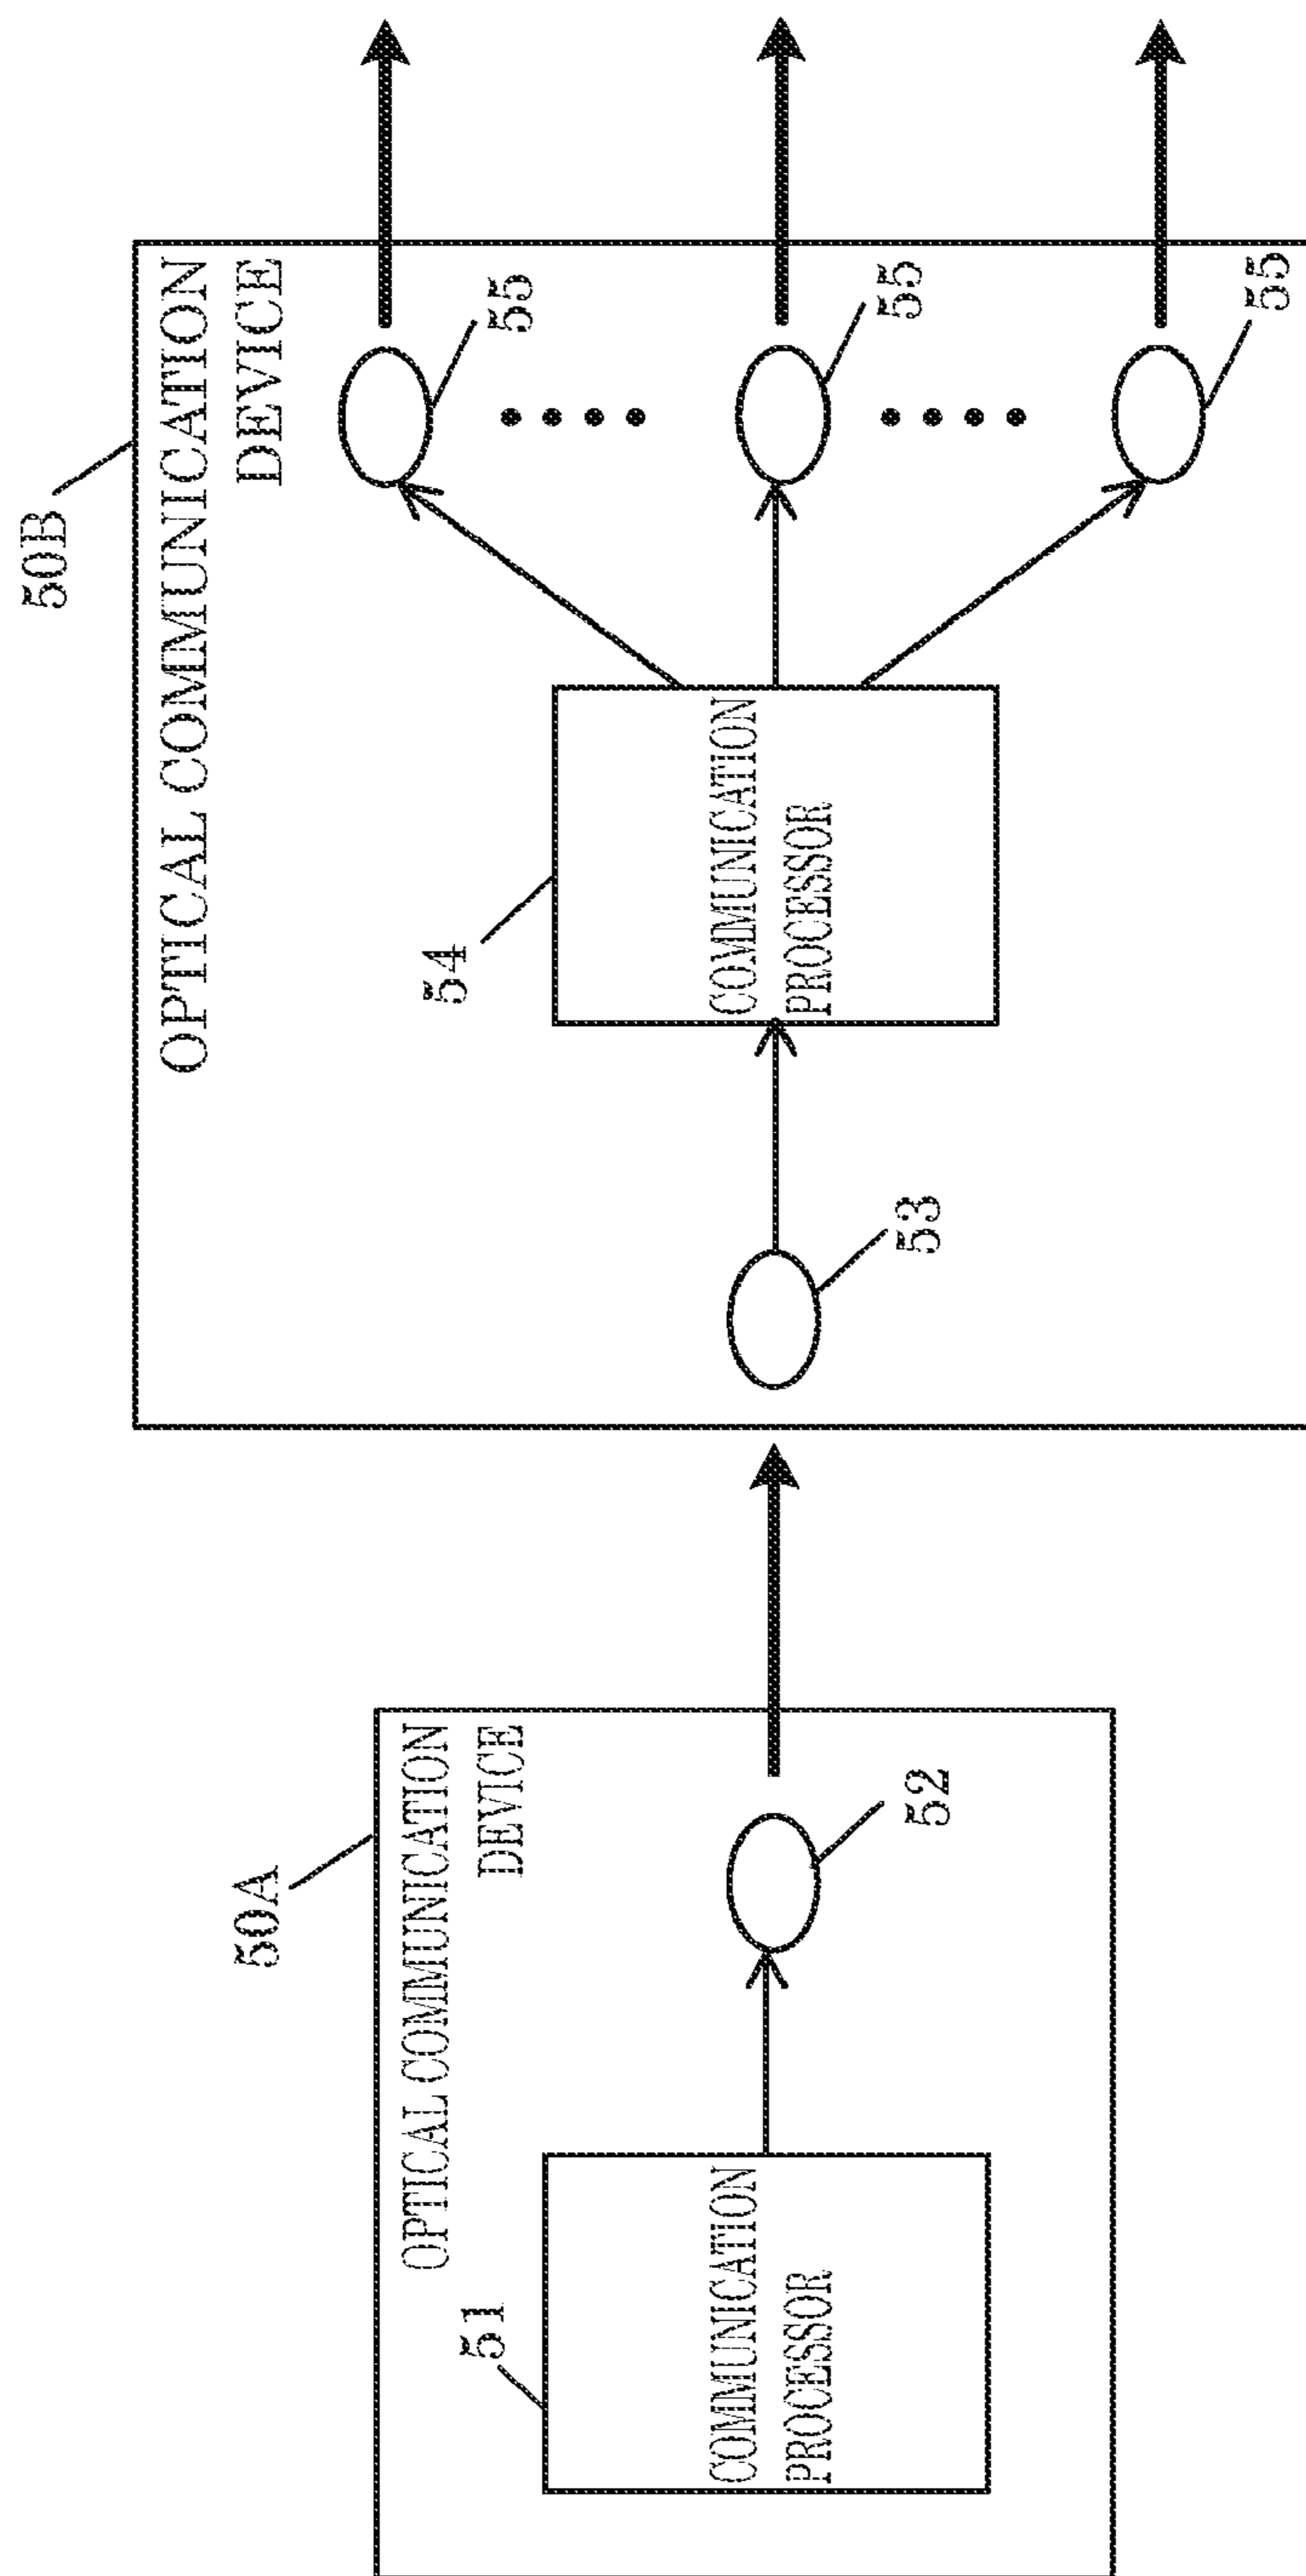 50A
OPTICAL COMMUNICATION
DEVICE
51
COMMUNICATION
PROCESSOR
52
50B
OPTICAL COMMUNICATION
DEVICE
53
54
COMMUNICATION
PROCESSOR
55
55
55